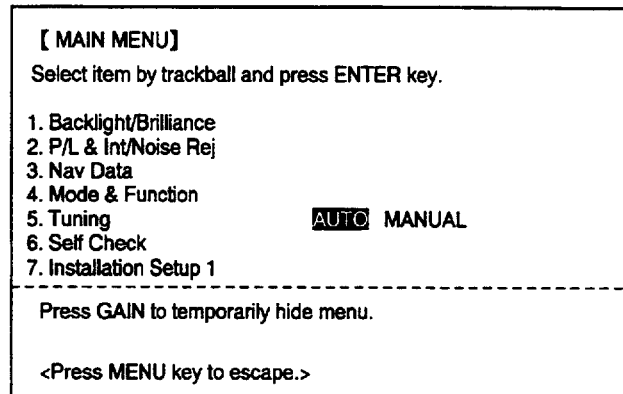 【 MAIN MENU】
Select item by trackball and press ENTER key.
1. Backlight/Brilliance
2. P/L & Int/Noise Rej
3. Nav Data
4. Mode & Function
5. Tuning AUTO MANUAL
6. Self Check
7. Installation Setup 1
Press GAIN to temporarily hide menu.
<Press MENU key to escape.>